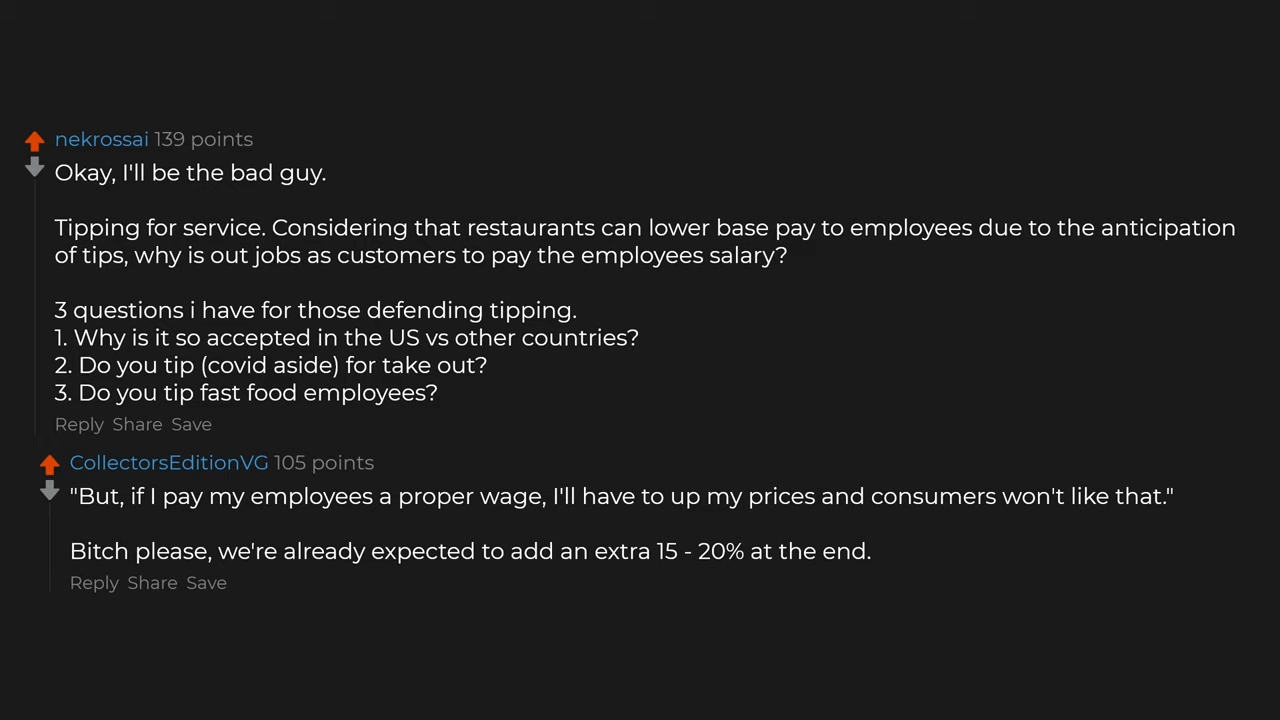 nekrossai 139 points
Okay, I'll be the bad guy.
Tipping for service. Considering that restaurants can lower base pay to employees due to the anticipation
of tips, why is out jobs as customers to pay the employees salary?
3 questions i have for those defending tipping.
1. Why is it so accepted in the US vs other countries?
2. Do you tip (covid aside) for take out?
3. Do you tip fast food employees?
Reply Share Save
CollectorsEditionVG 105 points
"But, if I pay my employees a proper wage, I'll have to up my prices and consumers won't like that."
Bitch please, we're already expected to add an extra 15 - 20% at the end.
Reply Share Save